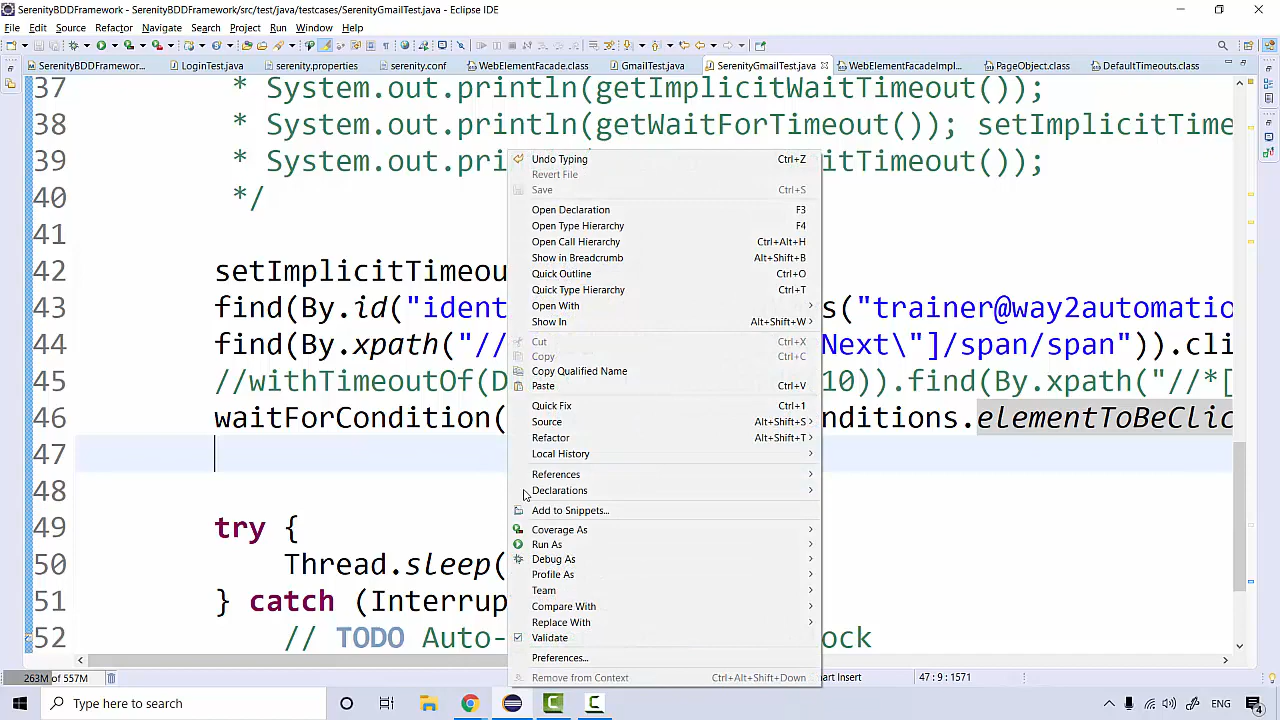 SerenityBDDFramework - SerenityBDDFramework/src/test/java/testcases/SerenityGmailTest.java - Eclipse IDE
File Edit Source Refactor Navigate Search Project Run Window Help
SerenityBDDFramewor... LoginTest.java serenity.properties serenity.conf WebElementFacade.class GmailTest.java SerenityGmailTest.java WebElementFacadeImpl... PageObject.class DefaultTimeouts.class
37 * System.out.println(getImplicitWaitTimeout());
38 * System.out.println(getWaitForTimeout()); setImplicitTime
39 * System.out.pr itWaitTimeout());
40 */
41
42 setImplicitTimeou
43 find(By.id("ident s("trainer@way2automatio
44 find(By.xpath("// Next\"]/span/span")).cli
45 //withTimeoutOf(D 10)).find(By.xpath("//*[
46 waitForCondition( nditions.elementToBeClic
47
48
49 try {
50 Thread.sleep(
51 } catch (Interrup
52 // TODO Auto- ock
Undo Typing Ctrl+Z
Revert File
Save Ctrl+S
Open Declaration F3
Open Type Hierarchy F4
Open Call Hierarchy Ctrl+Alt+H
Show in Breadcrumb Alt+Shift+B
Quick Outline Ctrl+O
Quick Type Hierarchy Ctrl+T
Open With
Show In Alt+Shift+W
Cut Ctrl+X
Copy Ctrl+C
Copy Qualified Name
Paste Ctrl+V
Quick Fix Ctrl+1
Source Alt+Shift+S
Refactor Alt+Shift+T
Local History
References
Declarations
Add to Snippets...
Coverage As
Run As
Debug As
Profile As
Team
Compare With
Replace With
Validate
Preferences...
Remove from Context Ctrl+Alt+Shift+Down
263M of 557M art Insert 47 : 3 : 1571
Type here to search ENG 4